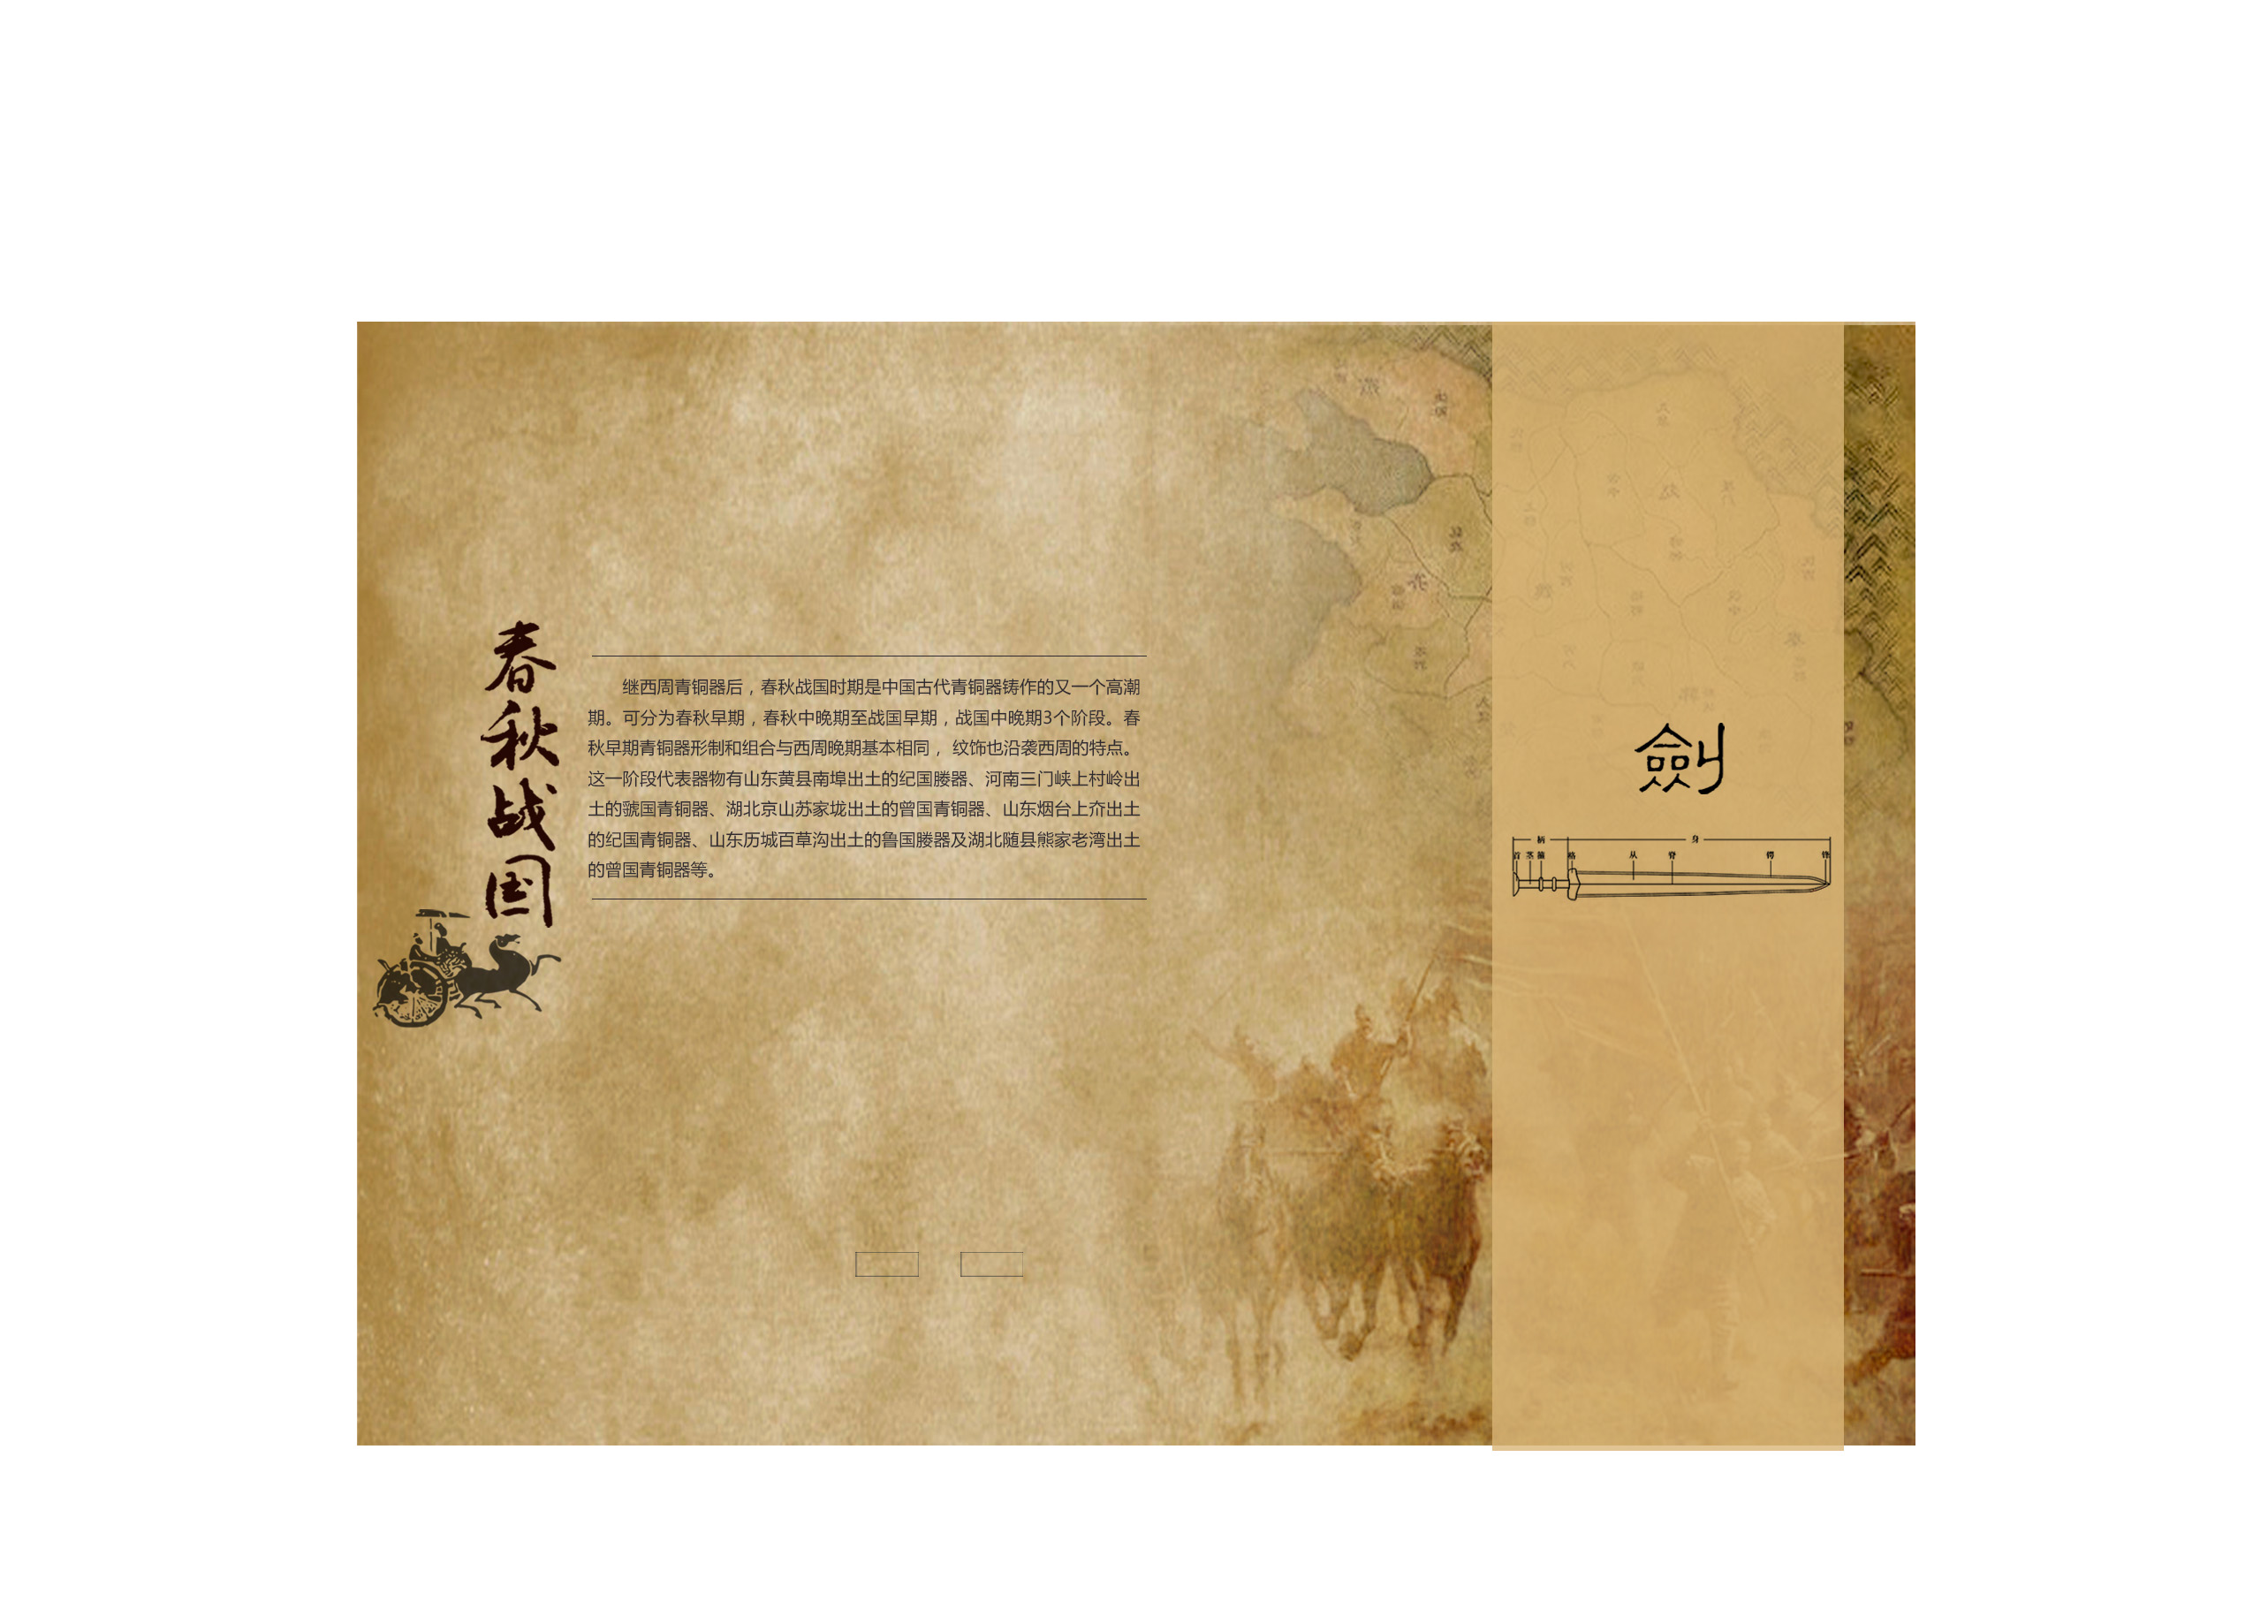 春秋战国
继西周青铜器后，春秋战国时期是中国古代青铜器铸作的又一个高潮
期。可分为春秋早期，春秋中晚期至战国早期，战国中晚期3个阶段。春
秋早期青铜器形制和组合与西周晚期基本相同， 纹饰也沿袭西周的特点。
这一阶段代表器物有山东黄县南埠出土的纪国媵器、河南三门峡上村岭出
土的虢国青铜器、湖北京山苏家垅出土的曾国青铜器、山东烟台上夼出土
的纪国青铜器、山东历城百草沟出土的鲁国媵器及湖北随县熊家老湾出土
的曾国青铜器等。
劍
柄 身
首 茎 箍 格 从 脊 锷 锋